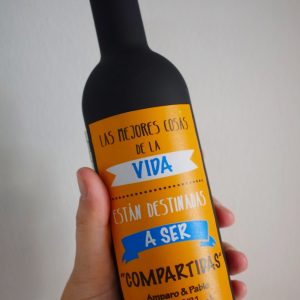 LAS MEJORES COSAS
DE LA
VIDA
ESTÁN DESTINADAS
A SER
"COMPARTIDAS"
Amparo & Pablo